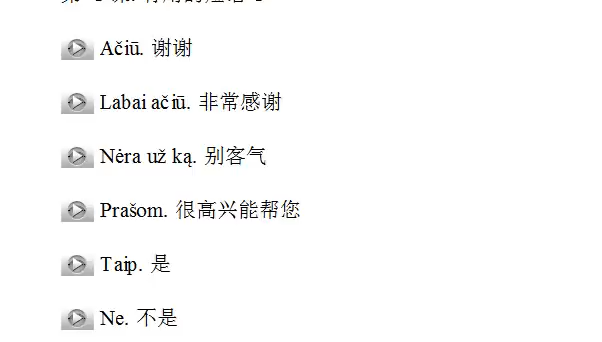 Ačiū. 谢谢
Labai ačiū. 非常感谢
Nėra už ką. 别客气
Prašom. 很高兴能帮您
Taip. 是
Ne. 不是